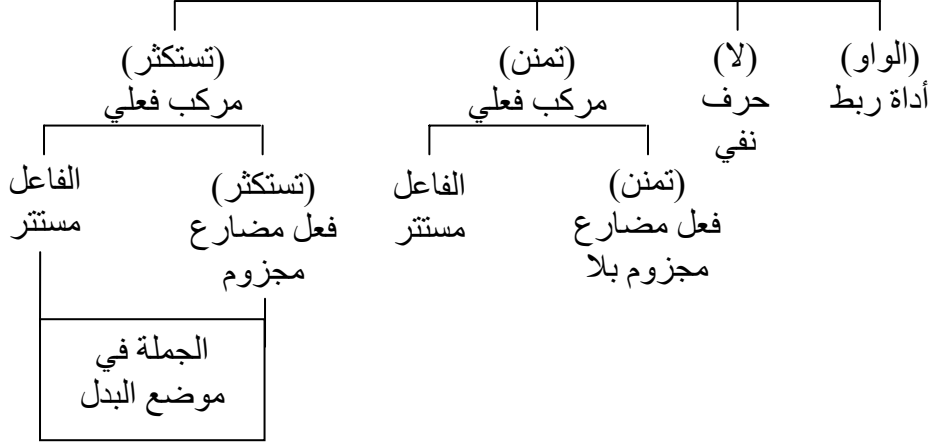 (الواو)
أداة ربط
(لا)
حرف
نفي
(تمنن)
مركب فعلي
(تستكثر)
مركب فعلي
(تمنن)
فعل مضارع
مجزوم بلا
الفاعل
مستتر
(تستكثر)
فعل مضارع
مجزوم
الفاعل
مستتر
الجملة في
موضع البدل